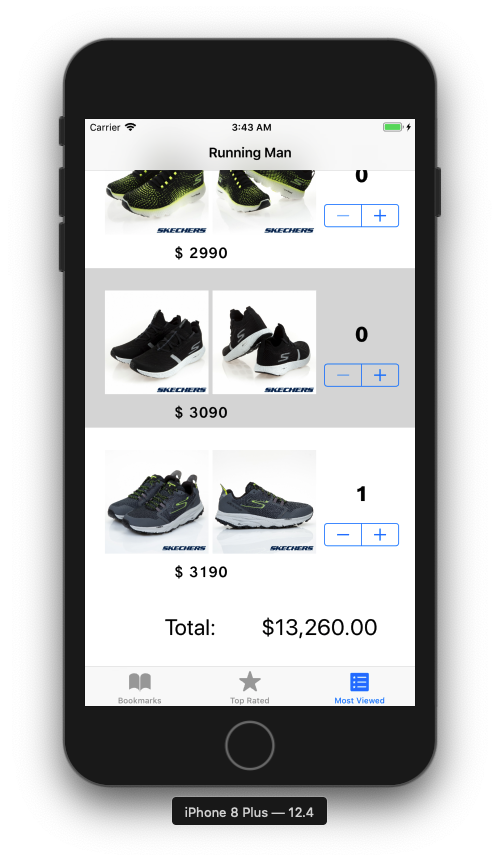 Carrier 3:43 AM
Running Man
0
SKECHERS SKECHERS
− +
$ 2990
0
SKECHERS SKECHERS
− +
$ 3090
1
SKECHERS SKECHERS
− +
$ 3190
Total: $13,260.00
Bookmarks Top Rated Most Viewed
iPhone 8 Plus — 12.4